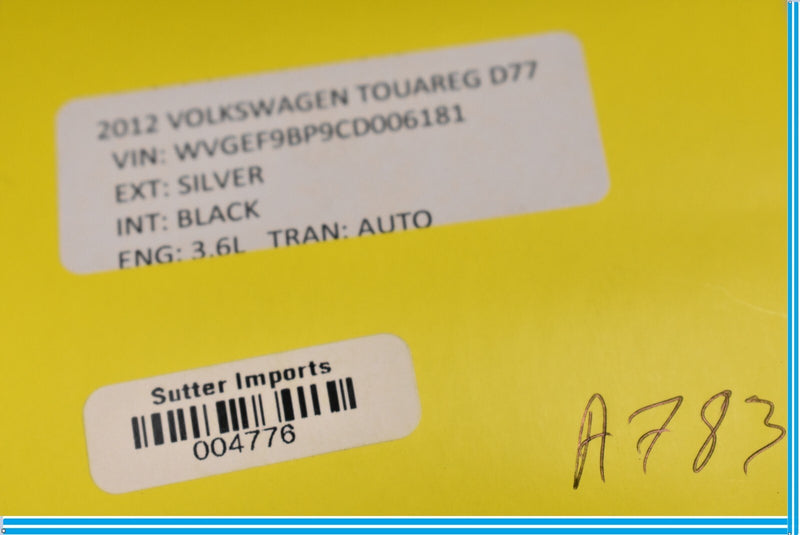 2012 VOLKSWAGEN TOUAREG D77
VIN: WVGEF9BP9CD006181
EXT: SILVER
INT: BLACK
ENG: 3.6L TRAN: AUTO
Sutter Imports
004776
A783